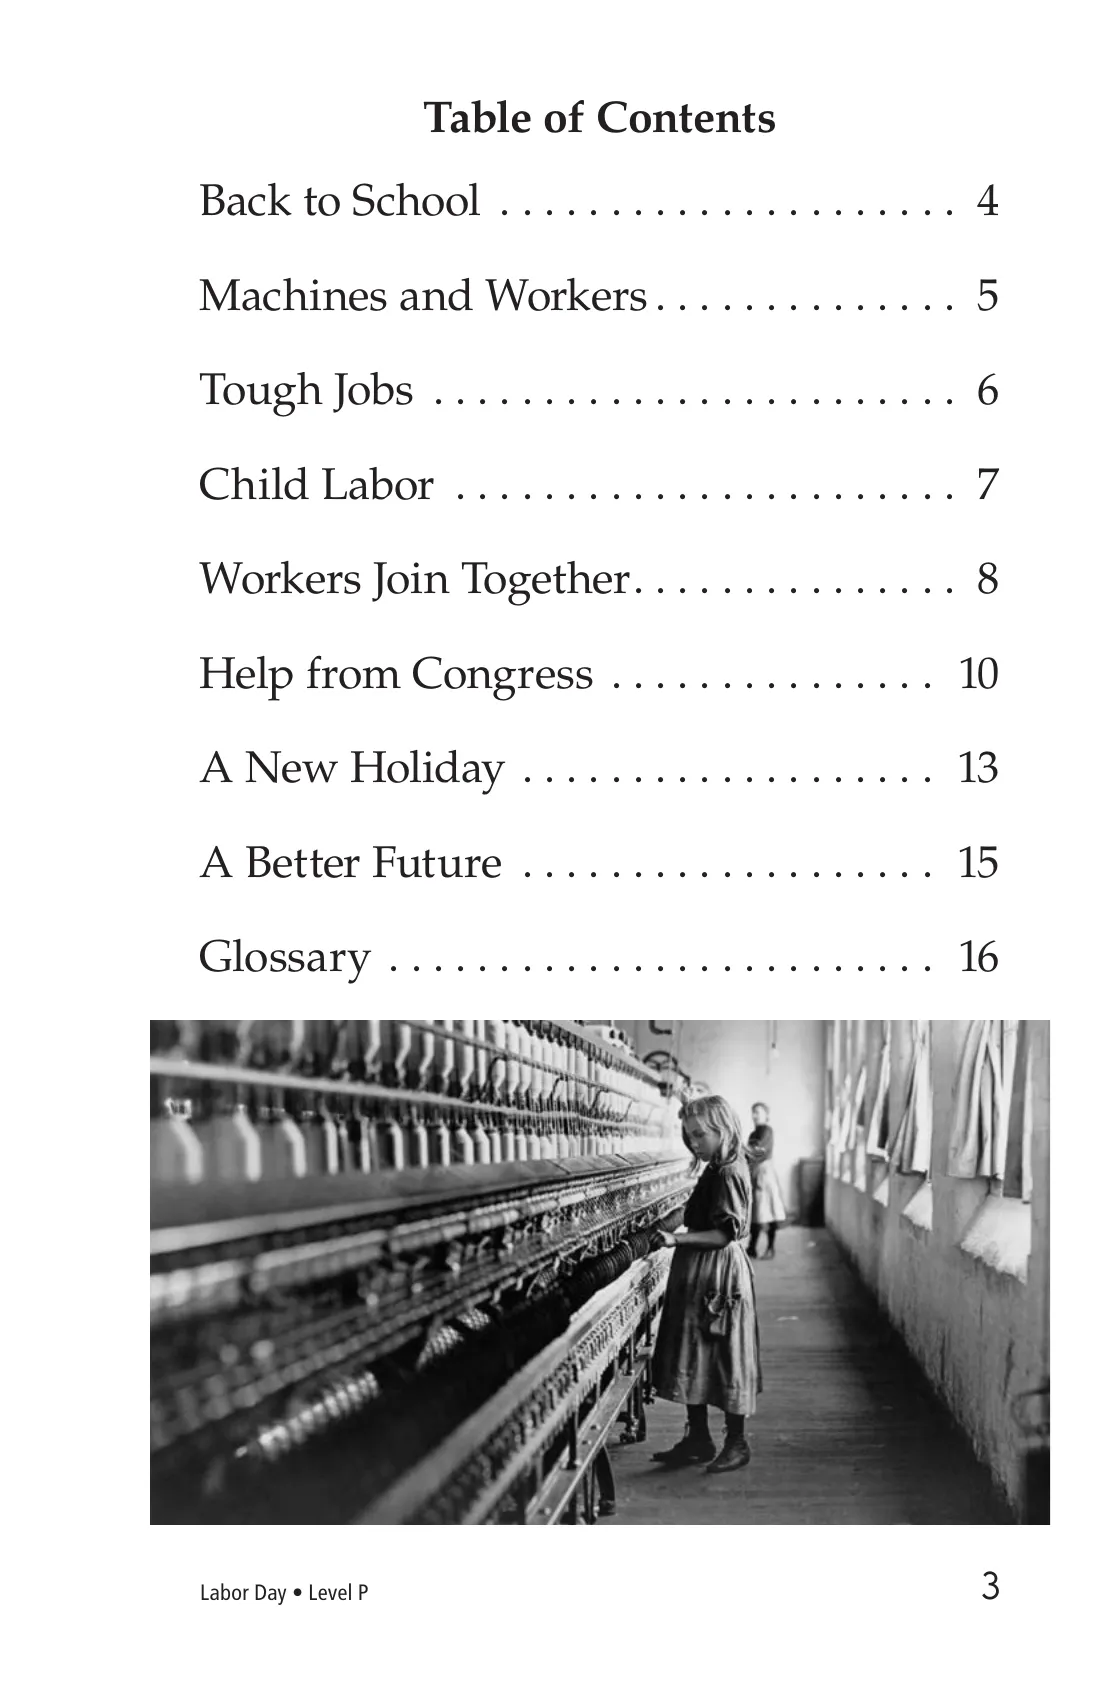 Table of Contents
Back to School . . . . . . . . . . . . . . . . . . . . . 4
Machines and Workers . . . . . . . . . . . . . . 5
Tough Jobs . . . . . . . . . . . . . . . . . . . . . . . . 6
Child Labor . . . . . . . . . . . . . . . . . . . . . . . 7
Workers Join Together. . . . . . . . . . . . . . . 8
Help from Congress . . . . . . . . . . . . . . . 10
A New Holiday . . . . . . . . . . . . . . . . . . . 13
A Better Future . . . . . . . . . . . . . . . . . . . 15
Glossary . . . . . . . . . . . . . . . . . . . . . . . . . 16
Labor Day • Level P 3